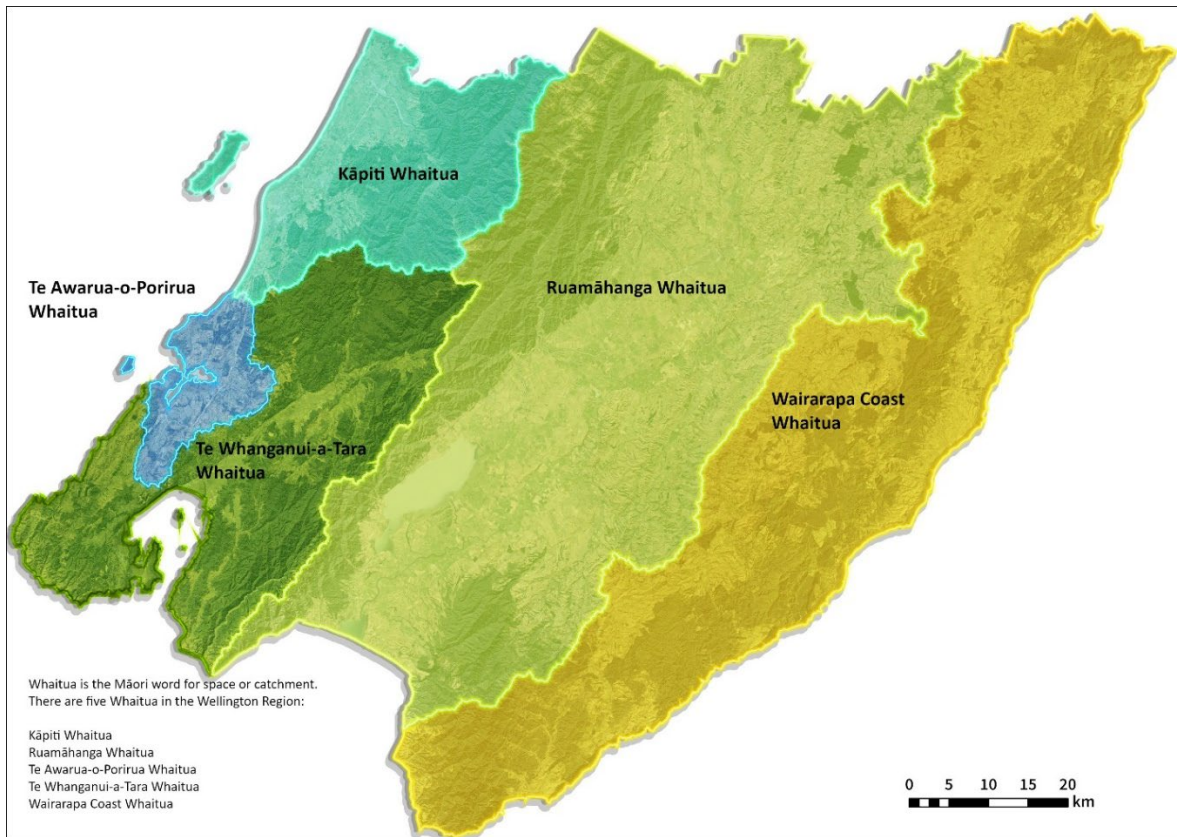 Kāpiti Whaitua
Te Awarua-o-Porirua
Whaitua
Ruamāhanga Whaitua
Wairarapa Coast
Whaitua
Te Whanganui-a-Tara
Whaitua
Whaitua is the Māori word for space or catchment.
There are five Whaitua in the Wellington Region:
Kāpiti Whaitua
Ruamāhanga Whaitua
Te Awarua-o-Porirua Whaitua
Te Whanganui-a-Tara Whaitua
Wairarapa Coast Whaitua
0 5 10 15 20
km